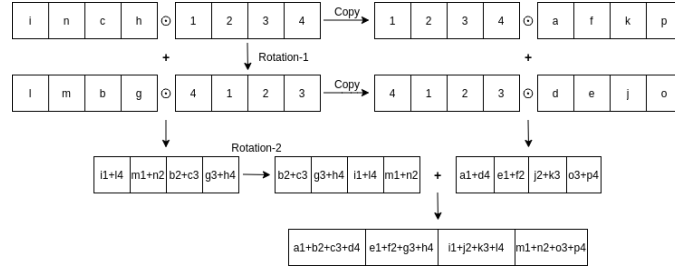 i n c h ⊙ 1 2 3 4 Copy 1 2 3 4 ⊙ a f k p
+ Rotation-1 +
l m b g ⊙ 4 1 2 3 Copy 4 1 2 3 ⊙ d e j o
Rotation-2
i1+l4 m1+n2 b2+c3 g3+h4 b2+c3 g3+h4 i1+l4 m1+n2 + a1+d4 e1+f2 j2+k3 o3+p4
a1+b2+c3+d4 e1+f2+g3+h4 i1+j2+k3+l4 m1+n2+o3+p4